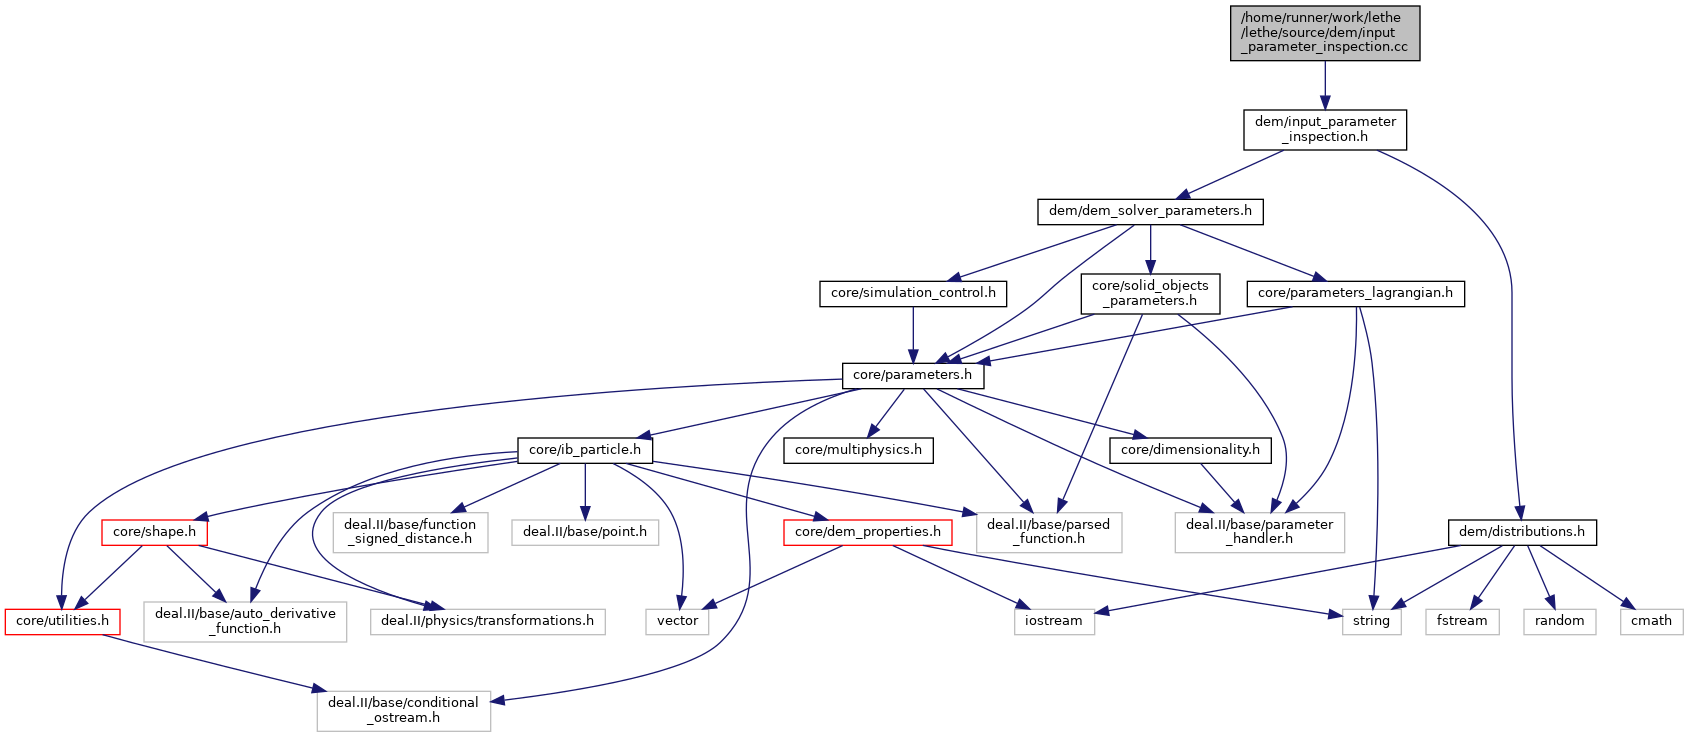 /home/runner/work/lethe
/lethe/source/dem/input
_parameter_inspection.cc
dem/input_parameter
_inspection.h
dem/dem_solver_parameters.h
core/simulation_control.h
core/solid_objects
_parameters.h
core/parameters_lagrangian.h
core/parameters.h
core/ib_particle.h
core/multiphysics.h
core/dimensionality.h
core/shape.h
deal.II/base/function
_signed_distance.h
deal.II/base/point.h
core/dem_properties.h
deal.II/base/parsed
_function.h
deal.II/base/parameter
_handler.h
dem/distributions.h
core/utilities.h
deal.II/base/auto_derivative
_function.h
deal.II/physics/transformations.h
vector
iostream
string
fstream
random
cmath
deal.II/base/conditional
_ostream.h